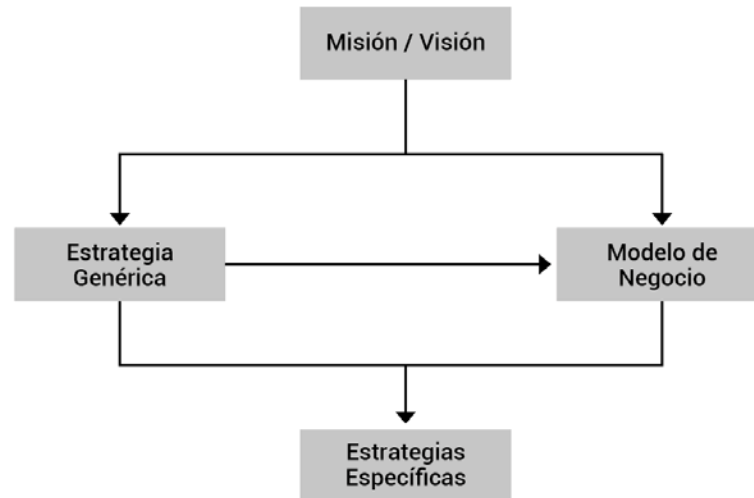 Misión / Visión
Estrategia
Genérica
Modelo de
Negocio
Estrategias
Específicas